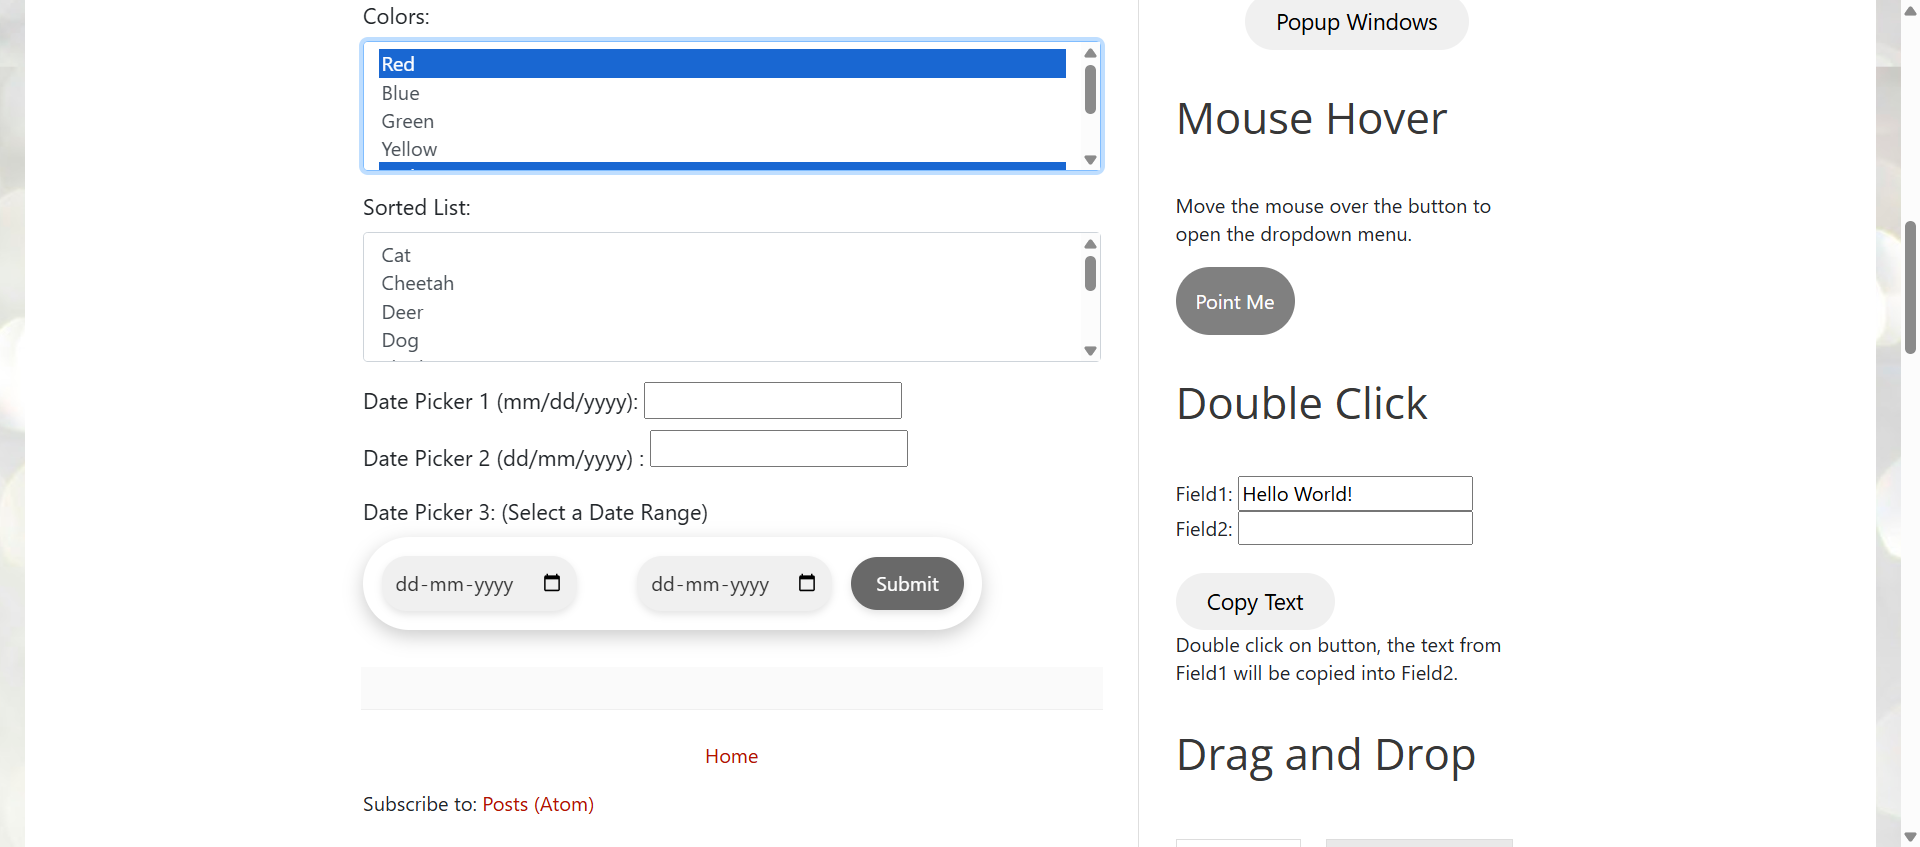 Colors:
Red
Blue
Green
Yellow
Sorted List:
Cat
Cheetah
Deer
Dog
Date Picker 1 (mm/dd/yyyy):
Date Picker 2 (dd/mm/yyyy) :
Date Picker 3: (Select a Date Range)
dd-mm-yyyy dd-mm-yyyy Submit
Home
Subscribe to: Posts (Atom)
Popup Windows
Mouse Hover
Move the mouse over the button to
open the dropdown menu.
Point Me
Double Click
Field1: Hello World!
Field2:
Copy Text
Double click on button, the text from
Field1 will be copied into Field2.
Drag and Drop